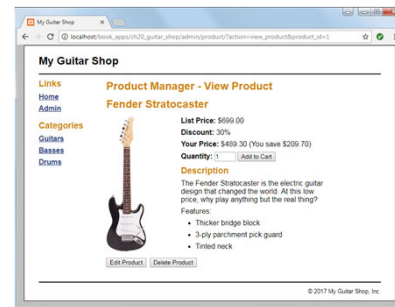 My Guitar Shop
localhost/book_apps/ch20_guitar_shop/admin/product/?action=view_product&product_id=1
My Guitar Shop
Links
Home
Admin
Categories
Guitars
Basses
Drums
Product Manager - View Product
Fender Stratocaster
List Price: $699.00
Discount: 30%
Your Price: $489.30 (You save $209.70)
Quantity: 1 Add to Cart
Description
The Fender Stratocaster is the electric guitar
design that changed the world. At this low
price, why play anything but the real thing?
Features:
• Thicker bridge block
• 3-ply parchment pick guard
• Tinted neck
Edit Product Delete Product
© 2017 My Guitar Shop, Inc.